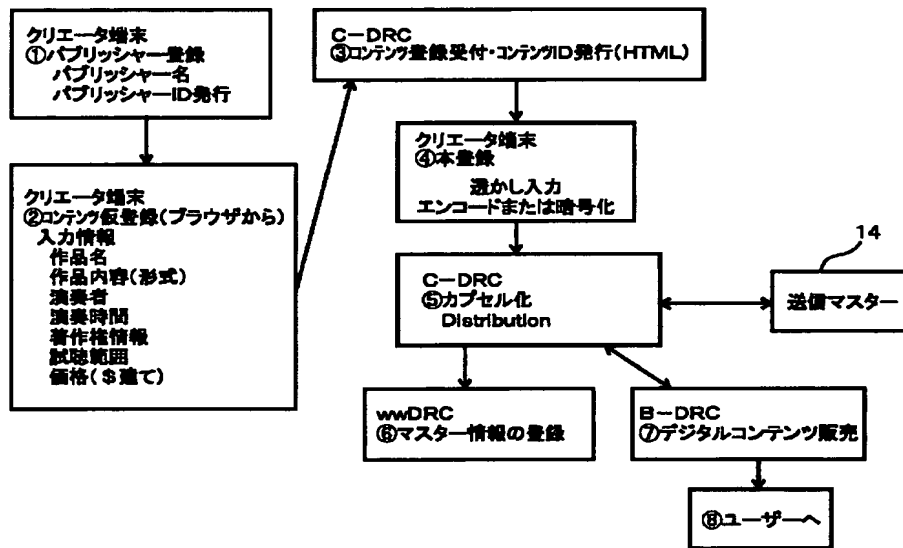 クリエータ端末
①パブリッシャー登録
パブリッシャー名
パブリッシャーID発行
クリエータ端末
②コンテンツ仮登録(ブラウザから)
入力情報
作品名
作品内容(形式)
演奏者
演奏時間
著作権情報
試聴範囲
価格($建て)
C-DRC
③コンテンツ登録受付・コンテンツID発行(HTML)
クリエータ端末
④本登録
透かし入力
エンコードまたは暗号化
C-DRC
⑤カプセル化
Distribution
14
送信マスター
wwDRC
⑥マスター情報の登録
B-DRC
⑦デジタルコンテンツ販売
⑧ユーザーへ